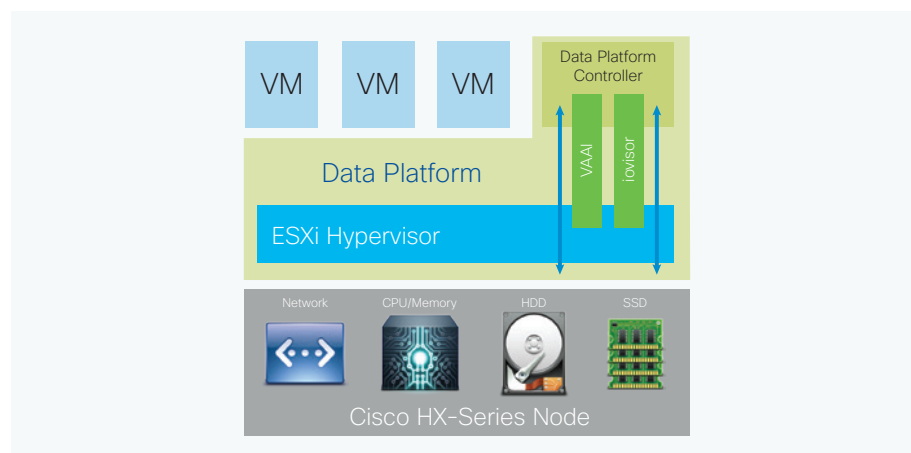 VM
VM
VM
Data Platform
Controller
VAAI
iovisor
Data Platform
ESXi Hypervisor
Network
CPU/Memory
HDD
SSD
Cisco HX-Series Node